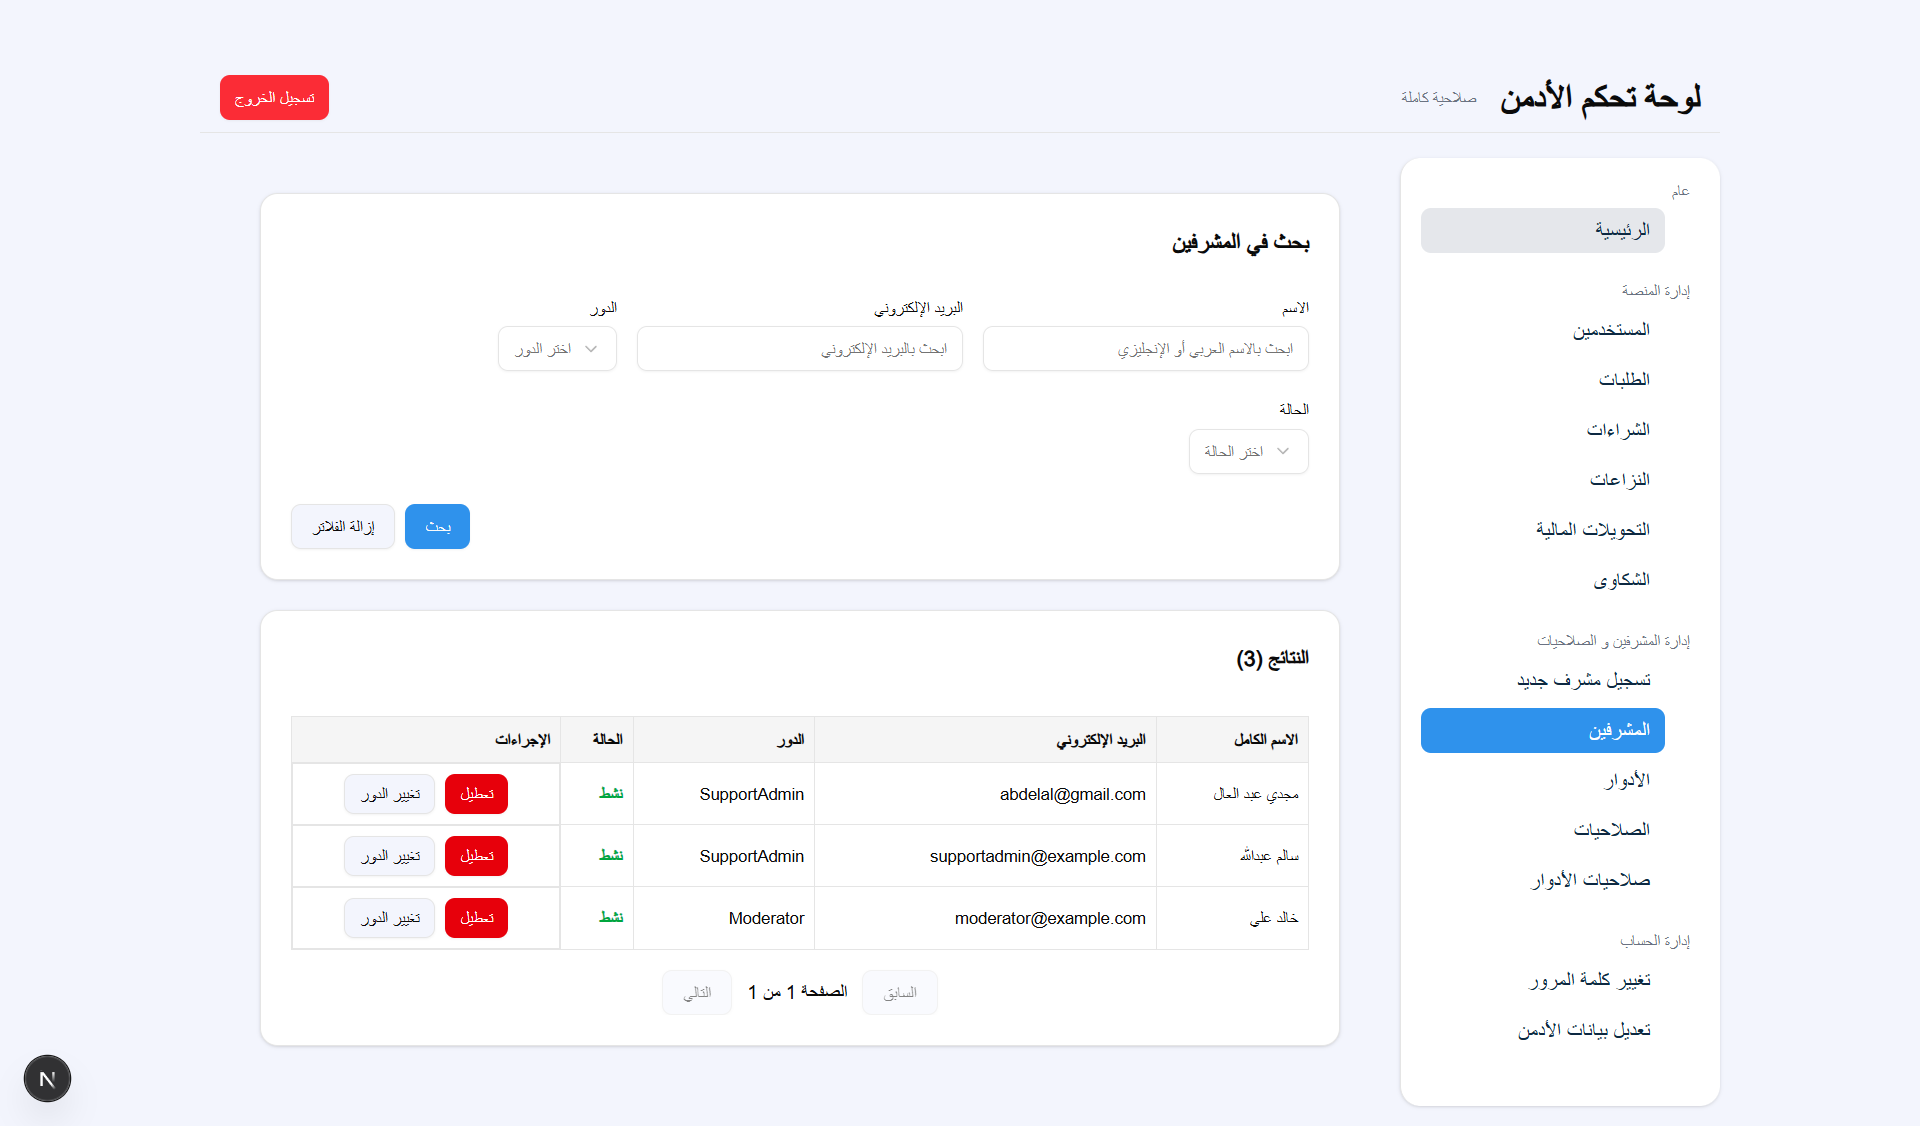 لوحة تحكم الأدمن صلاحية كاملة تسجيل الخروج
عام
الرئيسية
إدارة المنصة
المستخدمين
الطلبات
الشراءات
النزاعات
التحويلات المالية
الشكاوى
إدارة المشرفين و الصلاحيات
تسجيل مشرف جديد
المشرفين
الأدوار
الصلاحيات
صلاحيات الأدوار
إدارة الحساب
تغيير كلمة المرور
تعديل بيانات الأدمن
بحث في المشرفين
الاسم البريد الإلكتروني الدور
ابحث بالاسم العربي أو الإنجليزي ابحث بالبريد الإلكتروني اختر الدور
الحالة
اختر الحالة
بحث إزالة الفلاتر
النتائج (3)
الاسم الكامل البريد الإلكتروني الدور الحالة الإجراءات
مجدي عبد العال abdelal@gmail.com SupportAdmin نشط تعطيل تغيير الدور
سالم عبدالله supportadmin@example.com SupportAdmin نشط تعطيل تغيير الدور
خالد علي moderator@example.com Moderator نشط تعطيل تغيير الدور
السابق الصفحة 1 من 1 التالي
N